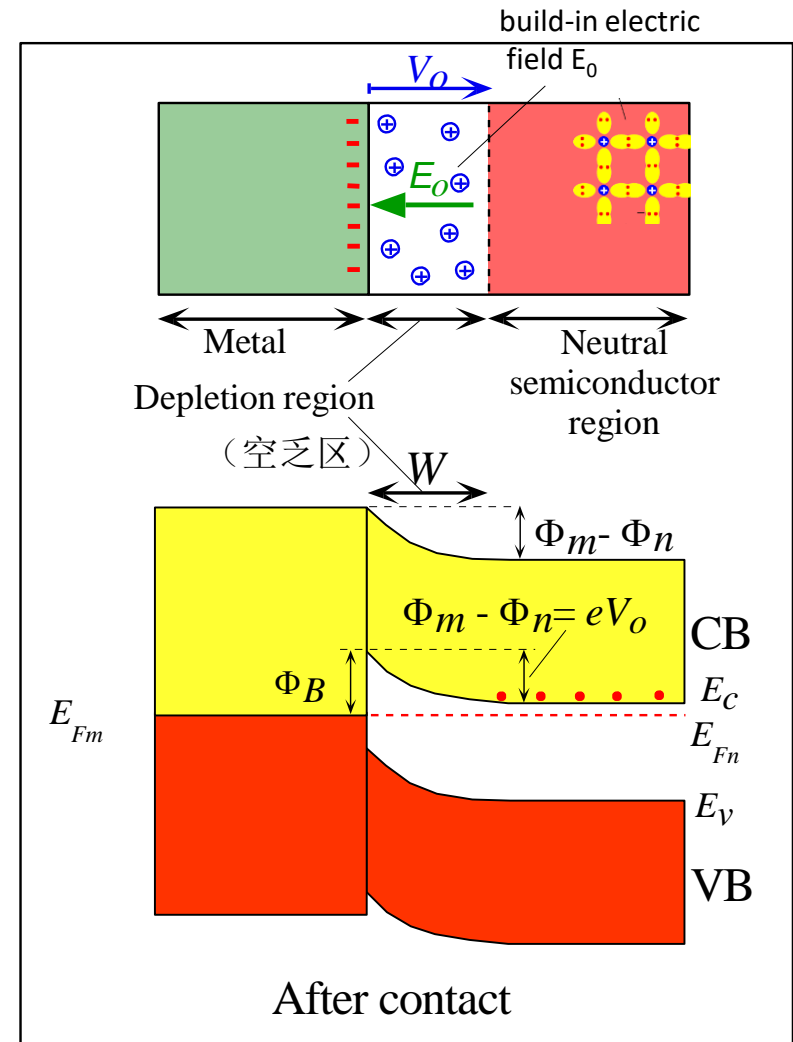 build-in electric
field E₀
Vo
Eo
Metal
Neutral
semiconductor
region
Depletion region
（空乏区）
W
Φm - Φn
Φm - Φn = eVo
CB
ΦB
Ec
EFm
EFn
Ev
VB
After contact